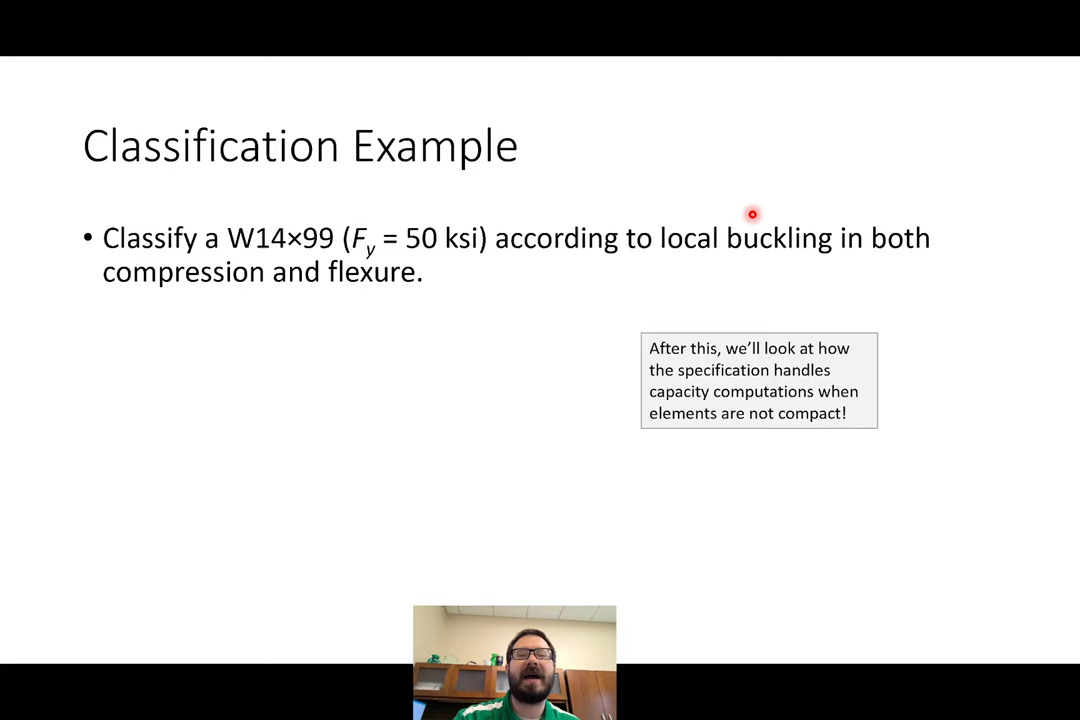 Classification Example
• Classify a W14×99 (Fy = 50 ksi) according to local buckling in both
compression and flexure.
After this, we’ll look at how
the specification handles
capacity computations when
elements are not compact!